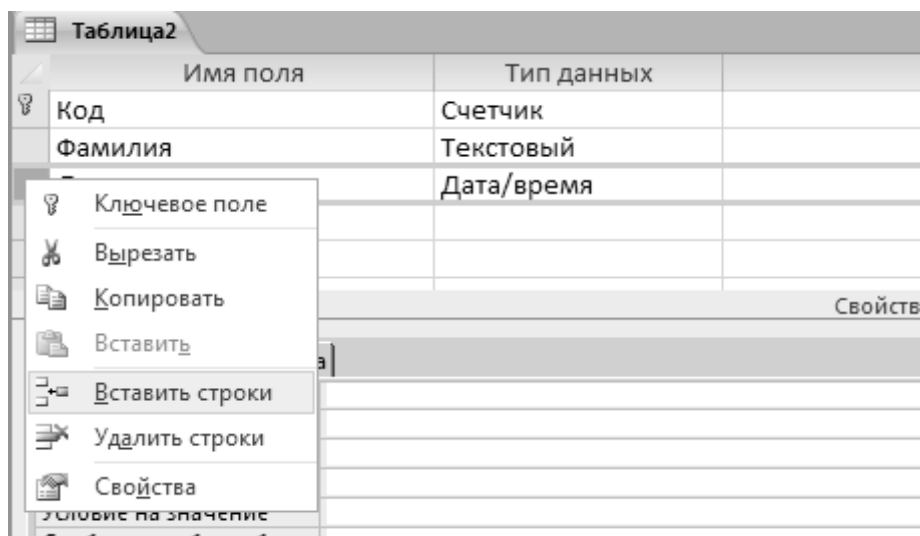 Таблица2
Имя поля Тип данных
Код Счетчик
Фамилия Текстовый
Дата/время
Ключевое поле
Вырезать
Копировать
Свойств
Вставить
а
Вставить строки
Удалить строки
Свойства
Условие на значение